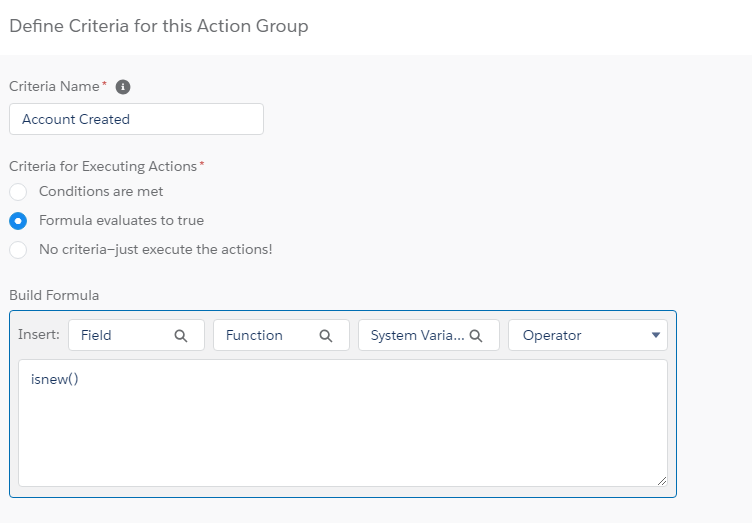 Define Criteria for this Action Group
Criteria Name*
Account Created
Criteria for Executing Actions*
Conditions are met
Formula evaluates to true
No criteria—just execute the actions!
Build Formula
Insert: Field Function System Varia... Operator
isnew()